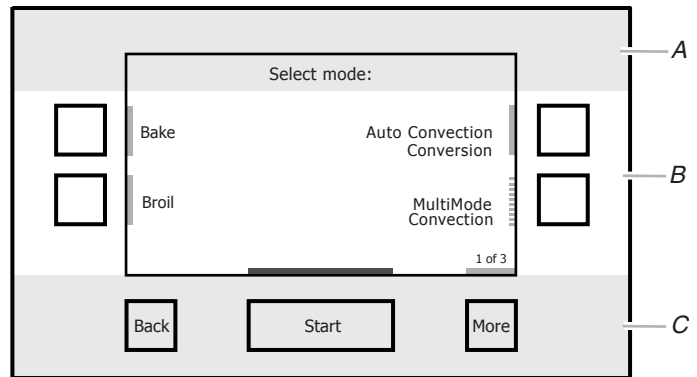 A
Select mode:
Bake
Auto Convection
Conversion
B
Broil
MultiMode
Convection
1 of 3
Back
Start
More
C